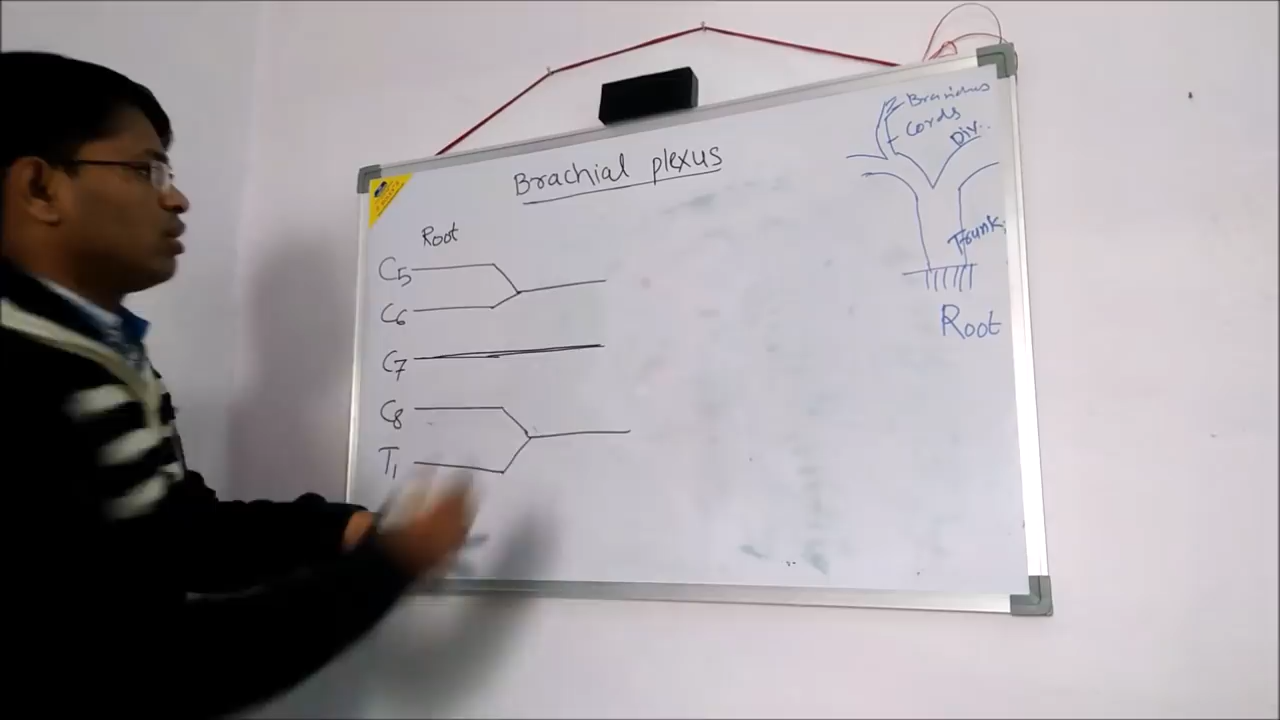 Brachial plexus
Root
C5
C6
C7
C8
T1
Branches
Cords
Div..
Trunk.
Root